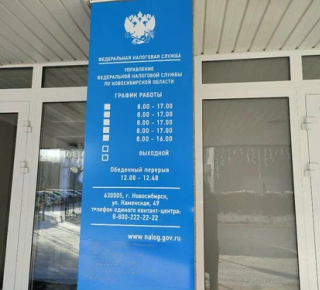 ФЕДЕРАЛЬНАЯ НАЛОГОВАЯ СЛУЖБА
УПРАВЛЕНИЕ
ФЕДЕРАЛЬНОЙ НАЛОГОВОЙ СЛУЖБЫ
ПО НОВОСИБИРСКОЙ ОБЛАСТИ
ГРАФИК РАБОТЫ
8.00 - 17.00
8.00 - 17.00
8.00 - 17.00
8.00 - 17.00
8.00 - 16.00
ВЫХОДНОЙ
Обеденный перерыв
12.00 - 12.48
630005, г. Новосибирск,
ул. Каменская, 49
телефон единого контакт-центра:
8-800-222-22-22
www.nalog.gov.ru